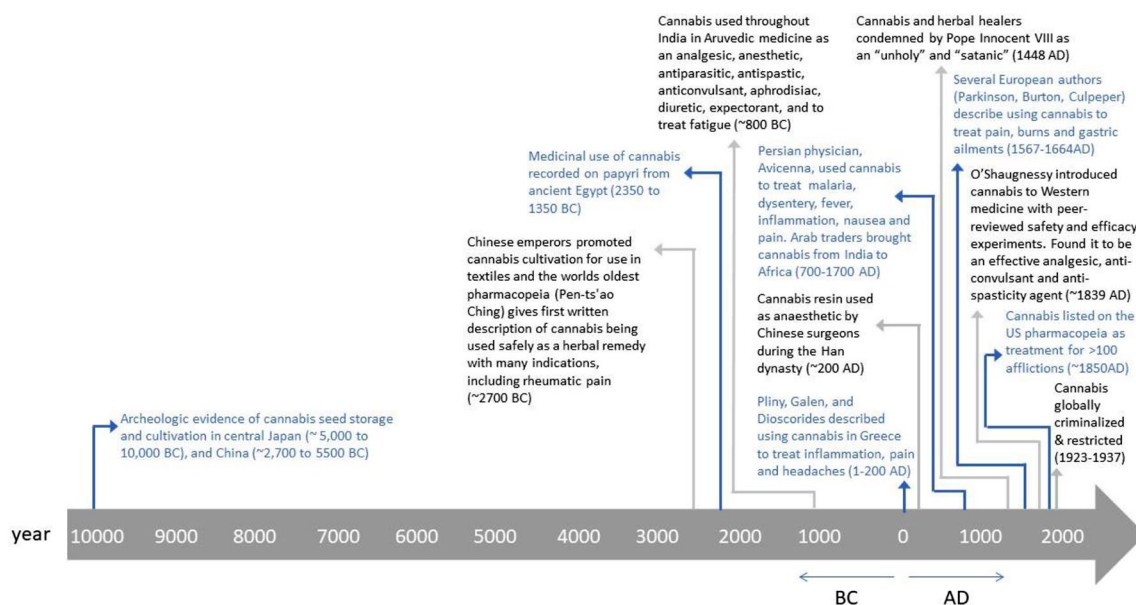 Cannabis used throughout
India in Aruvedic medicine as
an analgesic, anesthetic,
antiparasitic, antispastic,
anticonvulsant, aphrodisiac,
diuretic, expectorant, and to
treat fatigue (~800 BC)
Cannabis and herbal healers
condemned by Pope Innocent VIII as
an “unholy” and “satanic” (1448 AD)
Several European authors
(Parkinson, Burton, Culpeper)
describe using cannabis to
treat pain, burns and gastric
ailments (1567-1664AD)
Medicinal use of cannabis
recorded on papyri from
ancient Egypt (2350 to
1350 BC)
Persian physician,
Avicenna, used cannabis
to treat malaria,
dysentery, fever,
inflammation, nausea and
pain. Arab traders brought
cannabis from India to
Africa (700-1700 AD)
O’Shaugnessy introduced
cannabis to Western
medicine with peer-
reviewed safety and efficacy
experiments. Found it to be
an effective analgesic, anti-
convulsant and anti-
spasticity agent (~1839 AD)
Chinese emperors promoted
cannabis cultivation for use in
textiles and the worlds oldest
pharmacopeia (Pen-ts’ao
Ching) gives first written
description of cannabis being
used safely as a herbal remedy
with many indications,
including rheumatic pain
(~2700 BC)
Cannabis resin used
as anaesthetic by
Chinese surgeons
during the Han
dynasty (~200 AD)
Cannabis listed on the
US pharmacopeia as
treatment for >100
afflictions (~1850AD)
Cannabis
globally
criminalized
& restricted
(1923-1937)
Archeologic evidence of cannabis seed storage
and cultivation in central Japan (~ 5,000 to
10,000 BC), and China (~2,700 to 5500 BC)
Pliny, Galen, and
Dioscorides described
using cannabis in Greece
to treat inflammation, pain
and headaches (1-200 AD)
year 10000 9000 8000 7000 6000 5000 4000 3000 2000 1000 0 1000 2000
BC AD